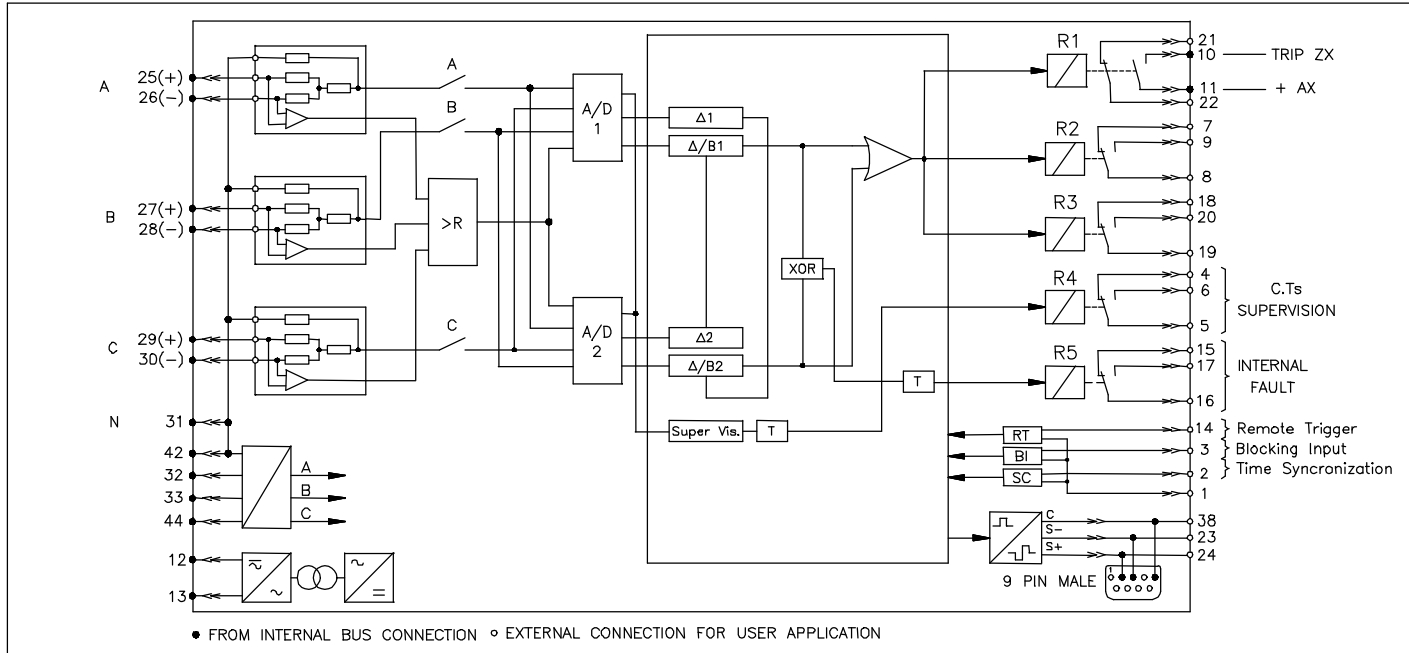 A
25(+)
26(-)
B
27(+)
28(-)
C
29(+)
30(-)
N
31
42
32
33
44
12
13
A
B
C
>R
A
B
C
A/D
1
A/D
2
Δ1
Δ/B1
XOR
Δ2
Δ/B2
T
Super Vis.
T
R1
R2
R3
R4
R5
RT
BI
SC
C
S-
S+
9 PIN MALE
1
21
10
TRIP ZX
11
+ AX
22
7
9
8
18
20
19
4
6
5
C.Ts
SUPERVISION
15
17
16
INTERNAL
FAULT
14
Remote Trigger
3
Blocking Input
2
Time Syncronization
1
38
23
24
● FROM INTERNAL BUS CONNECTION ○ EXTERNAL CONNECTION FOR USER APPLICATION